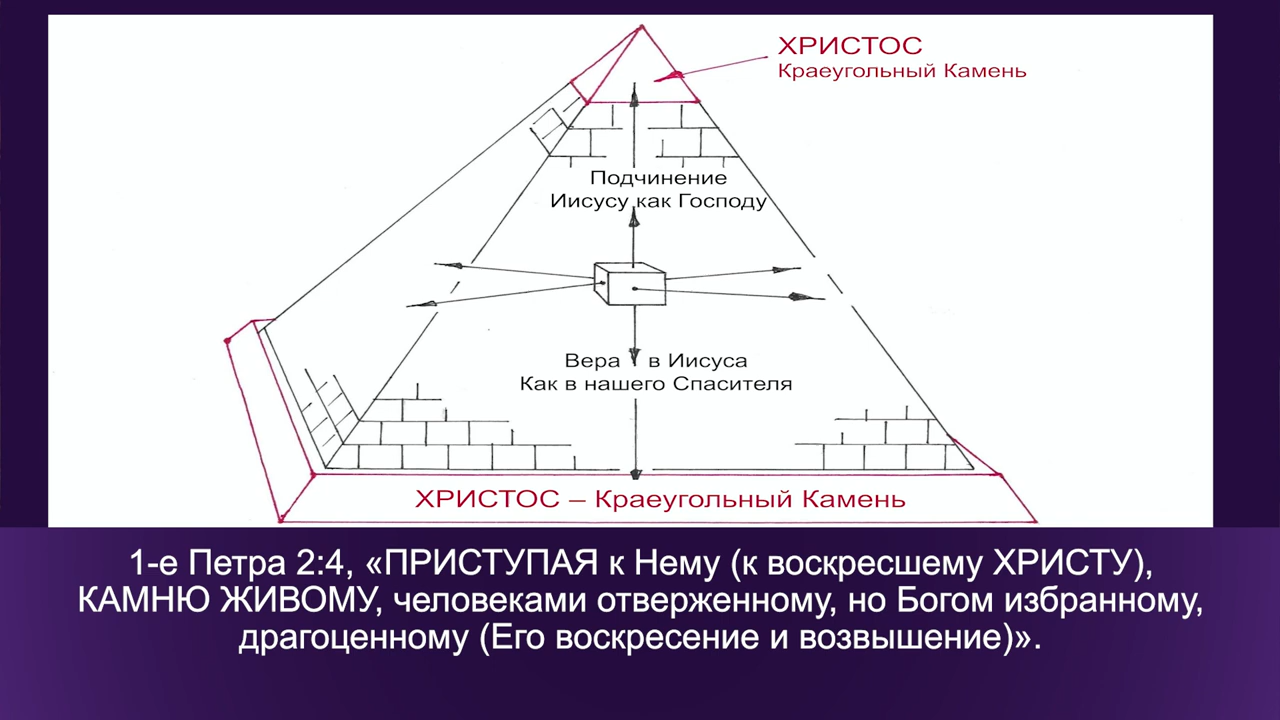 ХРИСТОС
Краеугольный Камень
Подчинение
Иисусу как Господу
Вера в Иисуса
Как в нашего Спасителя
ХРИСТОС – Краеугольный Камень
1-е Петра 2:4, «ПРИСТУПАЯ к Нему (к воскресшему ХРИСТУ),
КАМНЮ ЖИВОМУ, человеками отверженному, но Богом избранному,
драгоценному (Его воскресение и возвышение)».